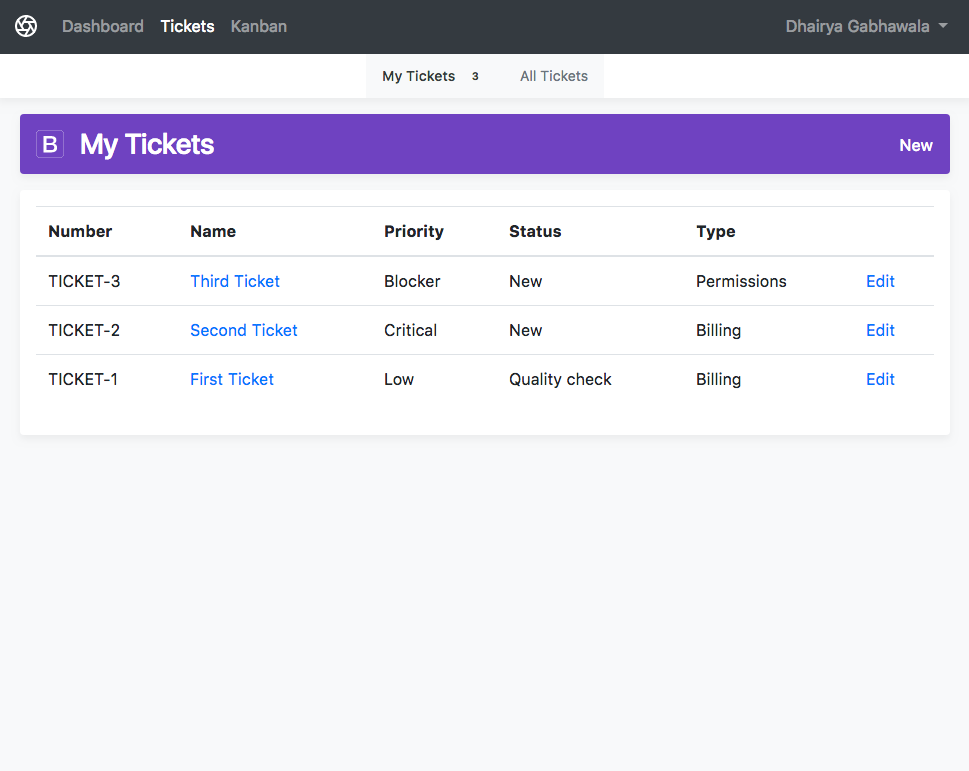 Dashboard Tickets Kanban Dhairya Gabhawala
My Tickets 3 All Tickets
B My Tickets New
Number Name Priority Status Type
TICKET-3 Third Ticket Blocker New Permissions Edit
TICKET-2 Second Ticket Critical New Billing Edit
TICKET-1 First Ticket Low Quality check Billing Edit